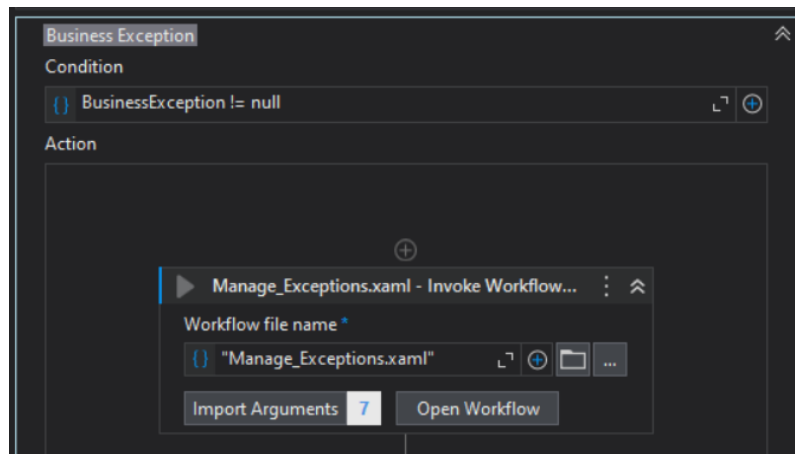 Business Exception
Condition
{} BusinessException != null
Action
Manage_Exceptions.xaml - Invoke Workflow...
Workflow file name *
{} "Manage_Exceptions.xaml" ...
Import Arguments 7 Open Workflow